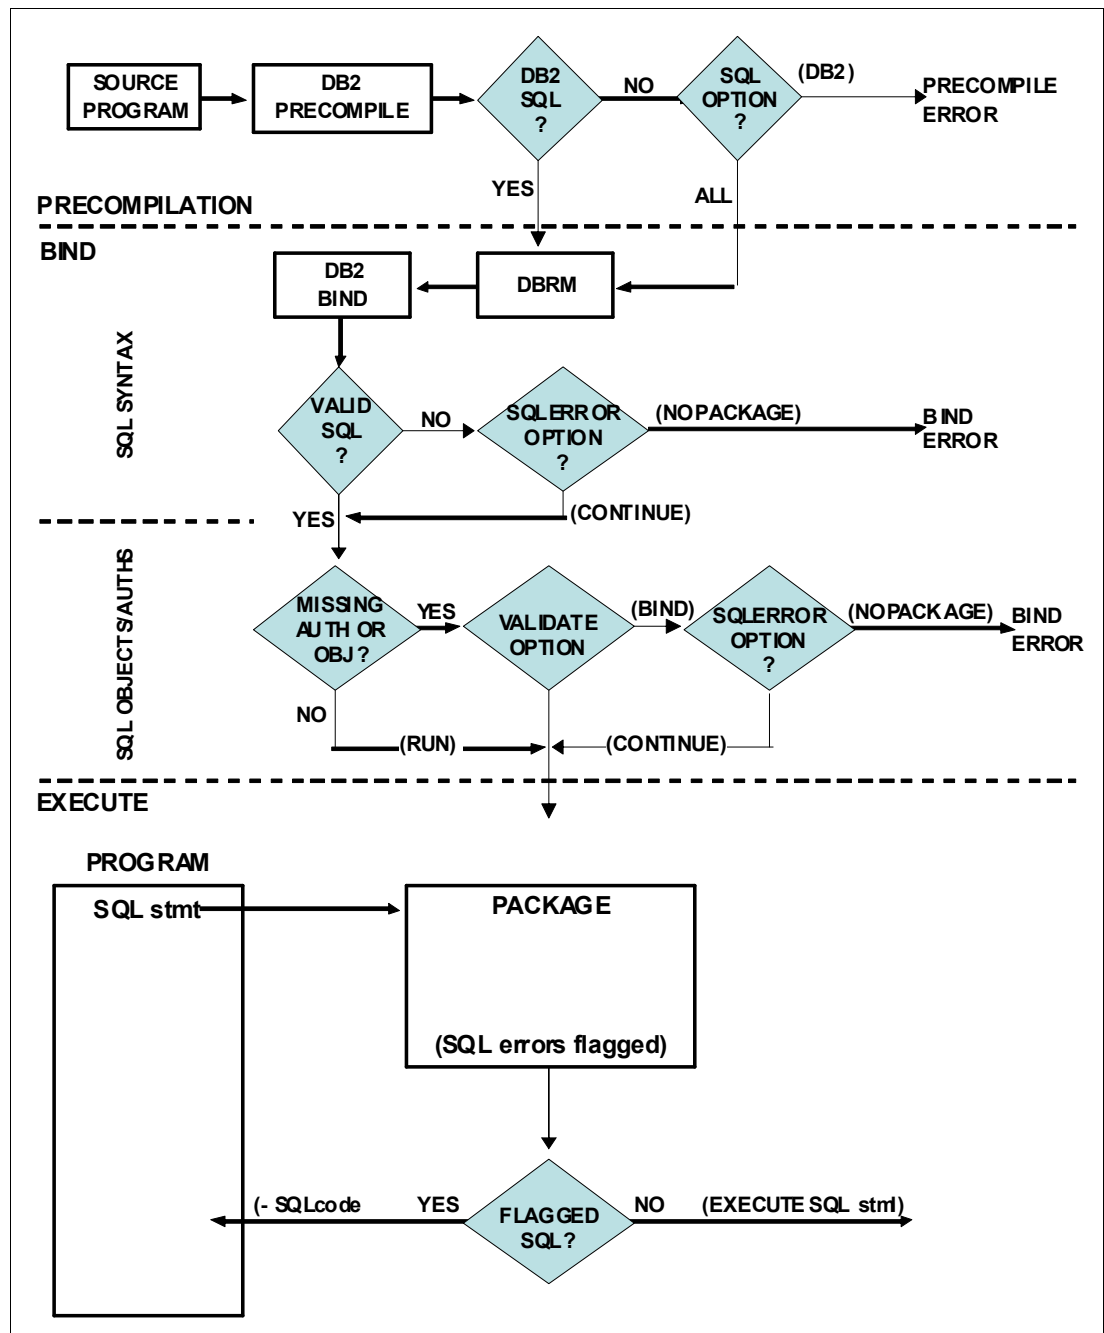 SOURCE
PROGRAM
DB2
PRECOMPILE
DB2
SQL
?
NO
SQL
OPTION
?
(DB2)
PRECOMPILE
ERROR
YES
ALL
PRECOMPILATION
BIND
DB2
BIND
DBRM
SQL SYNTAX
VALID
SQL
?
NO
SQLERROR
OPTION
?
(NOPACKAGE)
BIND
ERROR
YES
(CONTINUE)
SQL OBJECTS/AUTHS
MISSING
AUTH OR
OBJ ?
YES
VALIDATE
OPTION
(BIND)
SQLERROR
OPTION
?
(NOPACKAGE)
BIND
ERROR
NO
(RUN)
(CONTINUE)
EXECUTE
PROGRAM
SQL stmt
PACKAGE
(SQL errors flagged)
(- SQLcode
YES
FLAGGED
SQL?
NO
(EXECUTE SQL stml)